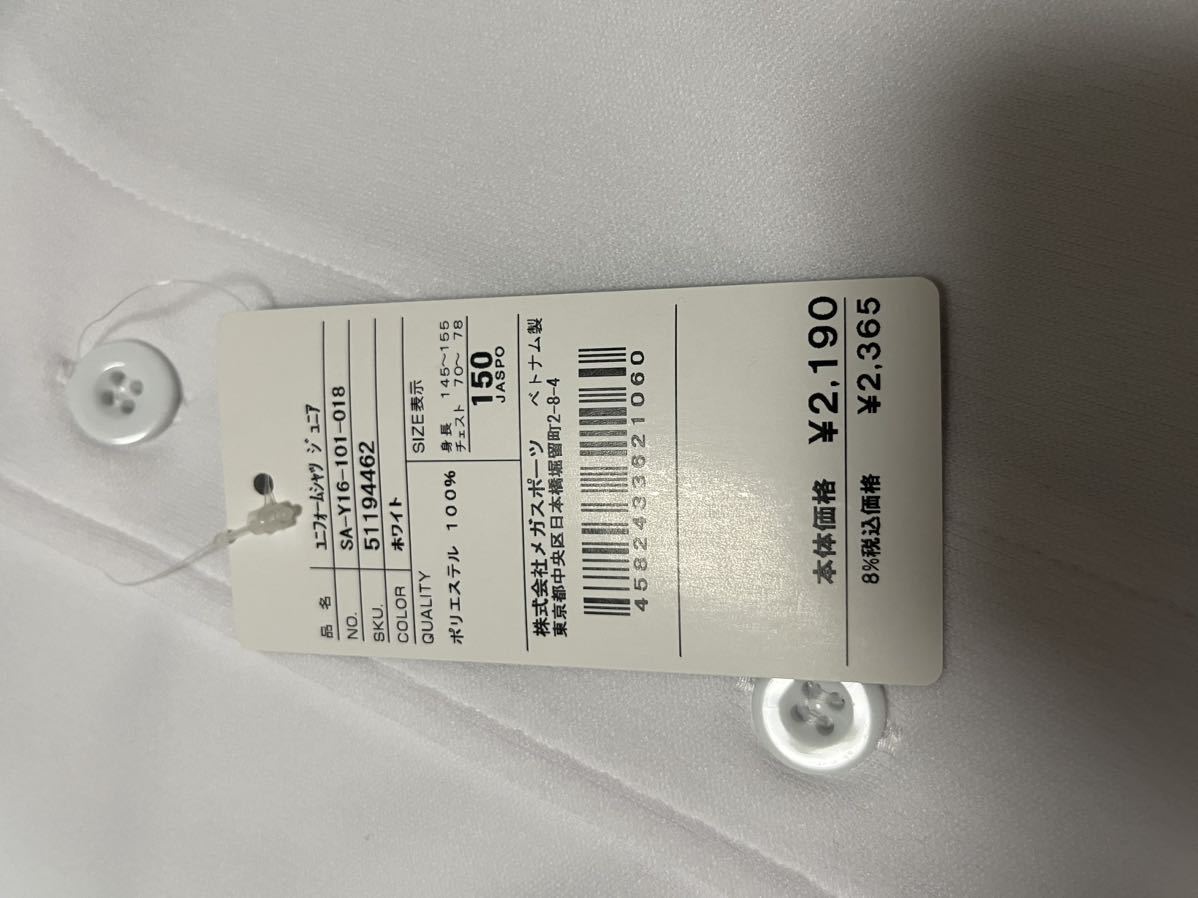 品 名 ユニフォームシャツ ジュニア
NO. SA-Y16-101-018
SKU. 51194462
COLOR ホワイト
QUALITY
ポリエステル 100%
SIZE表示
身長 145～155
チェスト 70～ 78
150
JASPO
株式会社メガスポーツ ベトナム製
東京都中央区日本橋堀留町2-8-4
4582433621060
本体価格 ¥2,190
8%税込価格 ¥2,365